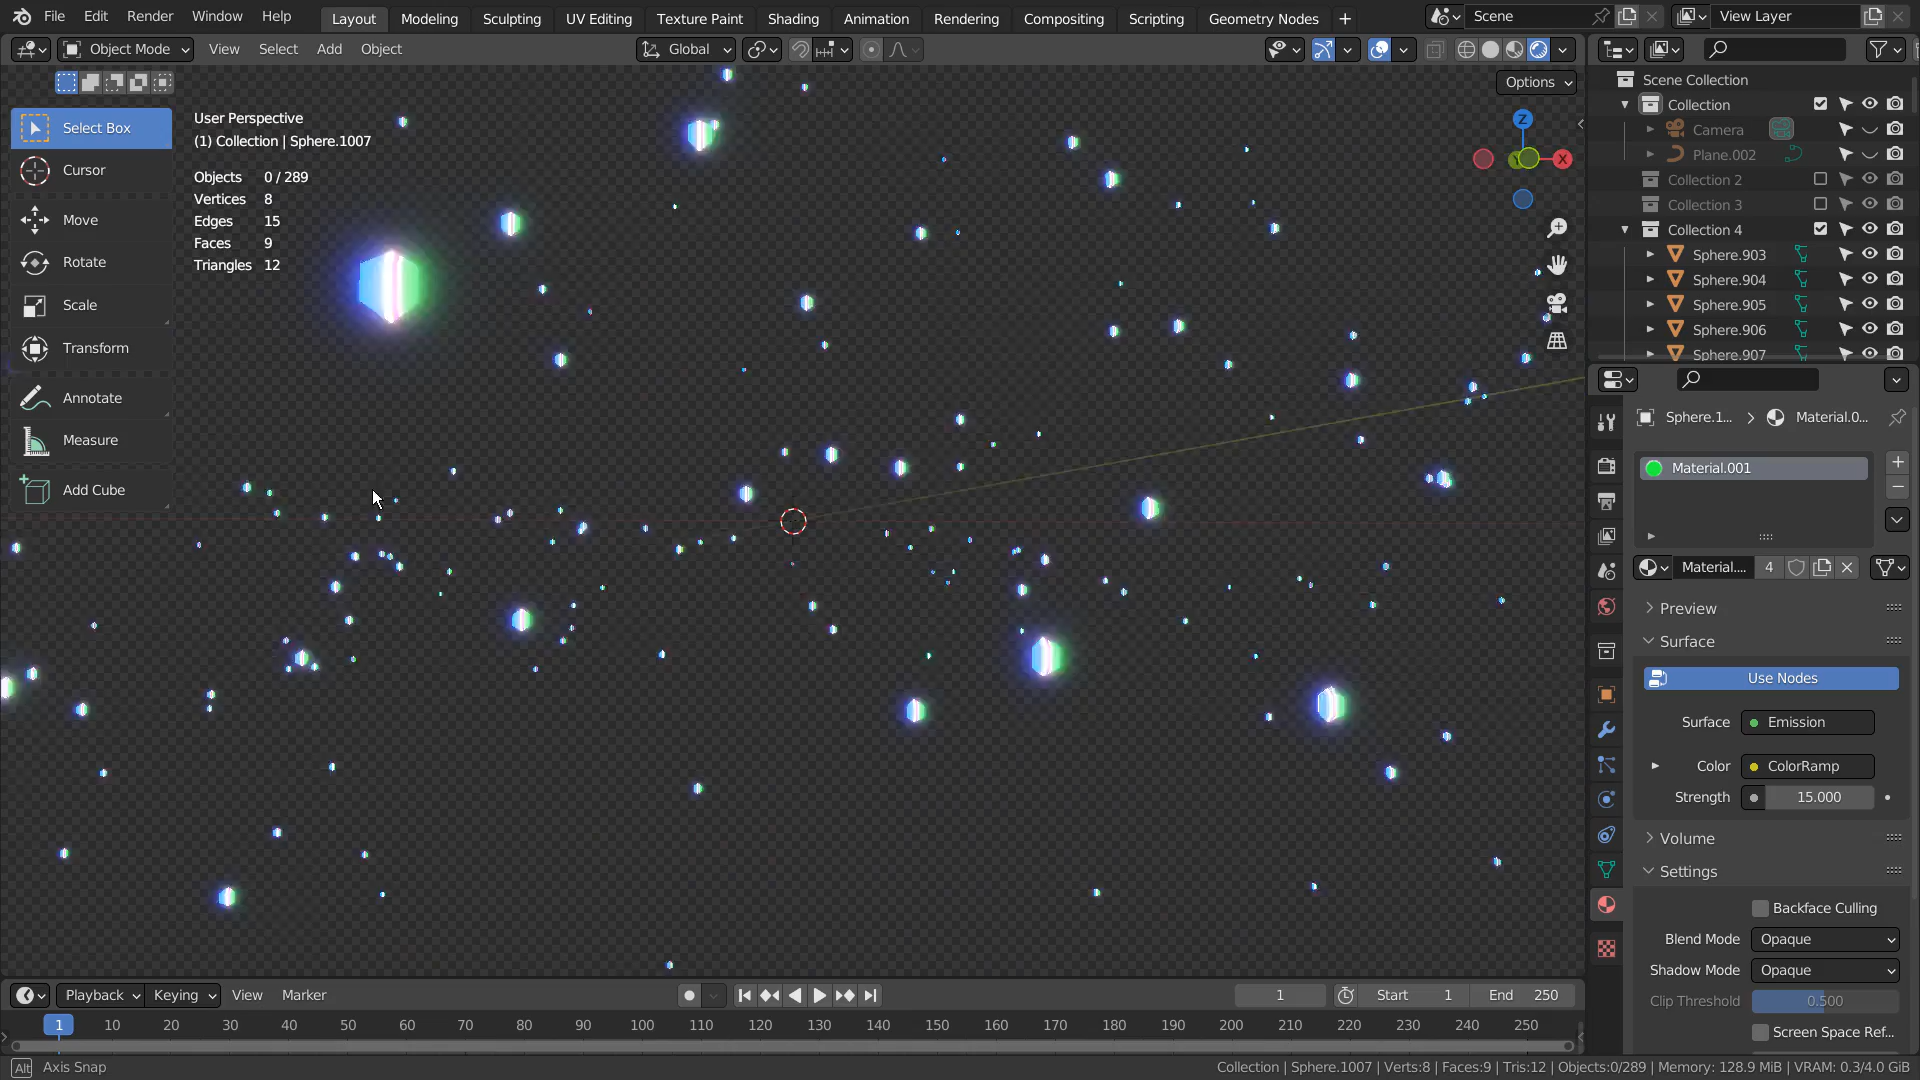 File Edit Render Window Help Layout Modeling Sculpting UV Editing Texture Paint Shading Animation Rendering Compositing Scripting Geometry Nodes + Scene View Layer
Object Mode View Select Add Object Global
Options
Select Box
Cursor
Move
Rotate
Scale
Transform
Annotate
Measure
Add Cube
User Perspective
(1) Collection | Sphere.1007
Objects 0 / 289
Vertices 8
Edges 15
Faces 9
Triangles 12
Z
X
Scene Collection
Collection
Camera
Plane.002
Collection 2
Collection 3
Collection 4
Sphere.903
Sphere.904
Sphere.905
Sphere.906
Sphere.907
Sphere.1... Material.0...
Material.001
Material.... 4
Preview
Surface
Use Nodes
Surface Emission
Color ColorRamp
Strength 15.000
Volume
Settings
Backface Culling
Blend Mode Opaque
Shadow Mode Opaque
Clip Threshold 0.500
Screen Space Ref...
Playback Keying View Marker 1 Start 1 End 250
1 10 20 30 40 50 60 70 80 90 100 110 120 130 140 150 160 170 180 190 200 210 220 230 240 250
Alt Axis Snap
Collection | Sphere.1007 | Verts:8 | Faces:9 | Tris:12 | Objects:0/289 | Memory: 128.9 MiB | VRAM: 0.3/4.0 GiB